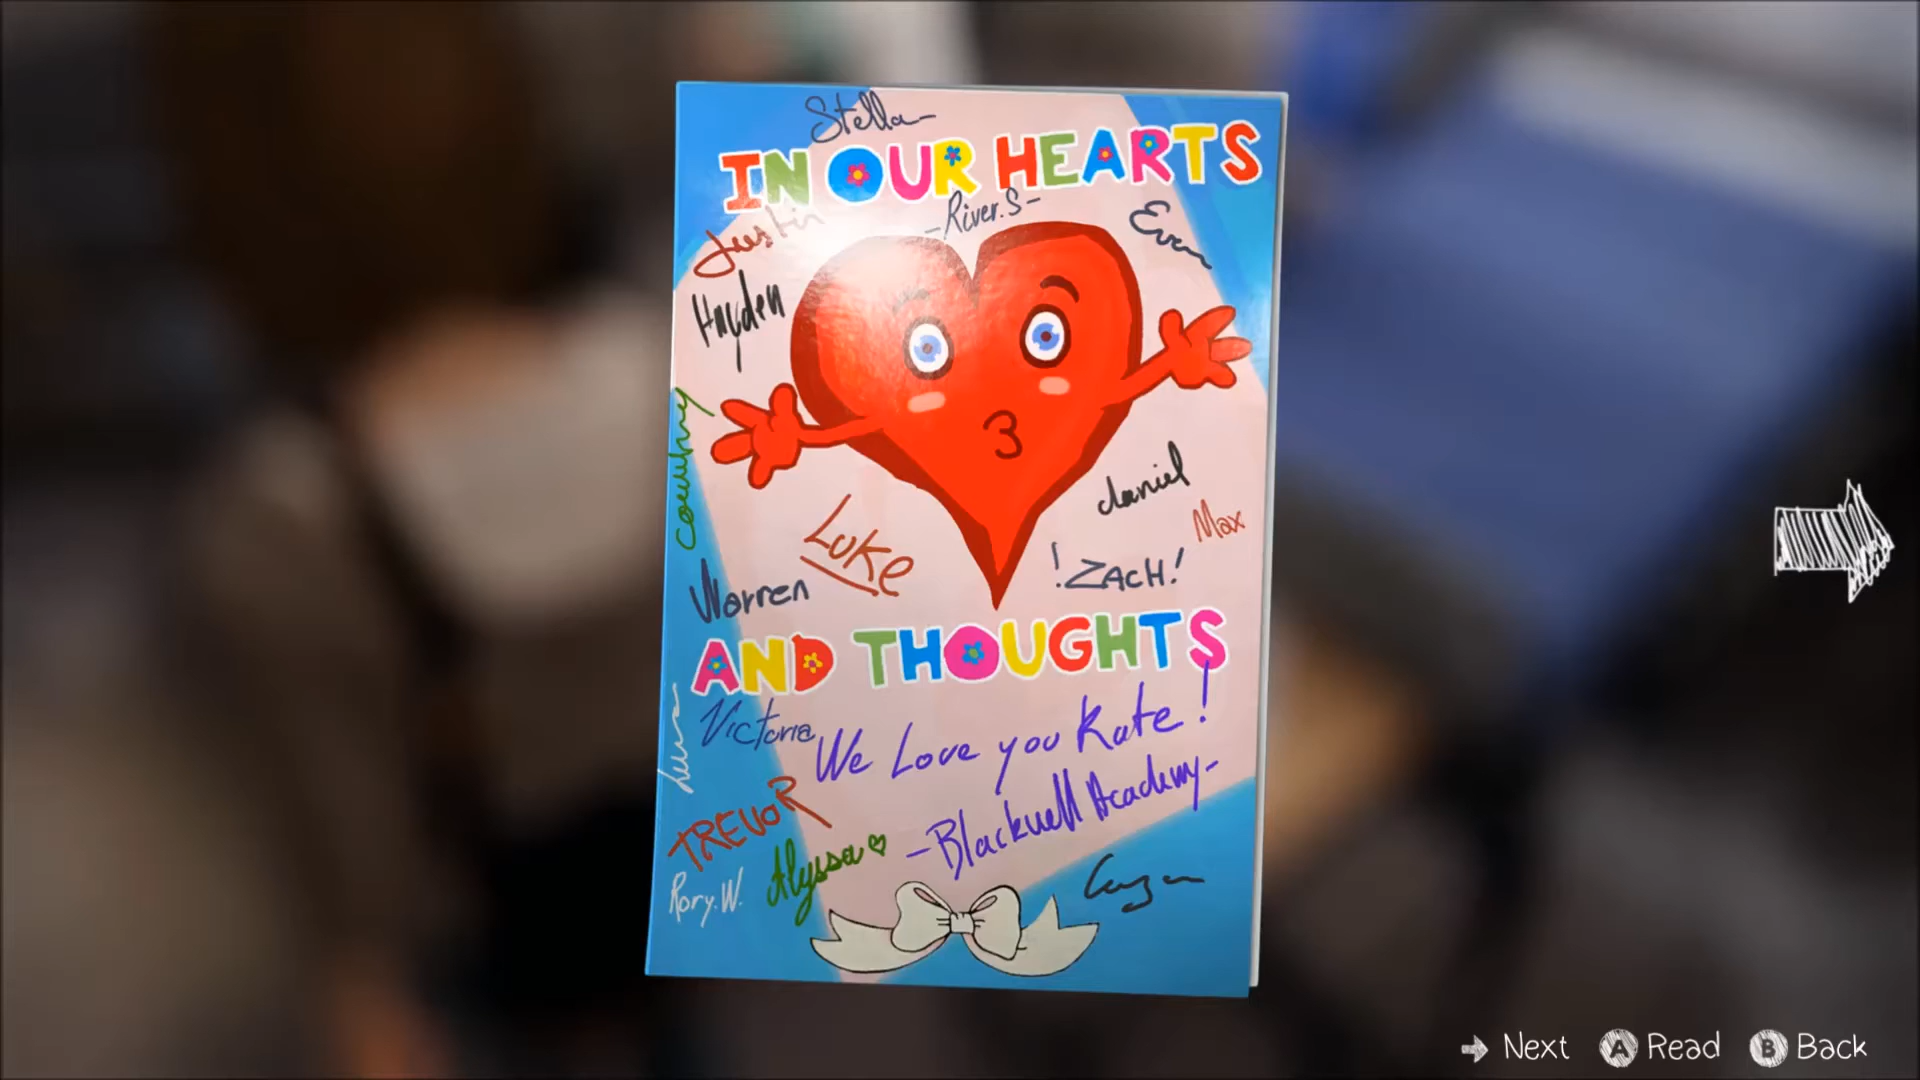 Stella
IN OUR HEARTS
-River.S-
Justin
Evan
Hayden
Courtney
daniel
Max
Luke
!ZACH!
Warren
AND THOUGHTS
Victoria
We Love you Kate!
-Blackwell Academy-
TREVOR
Alyssa
Rory.W.
Next
A Read
B Back